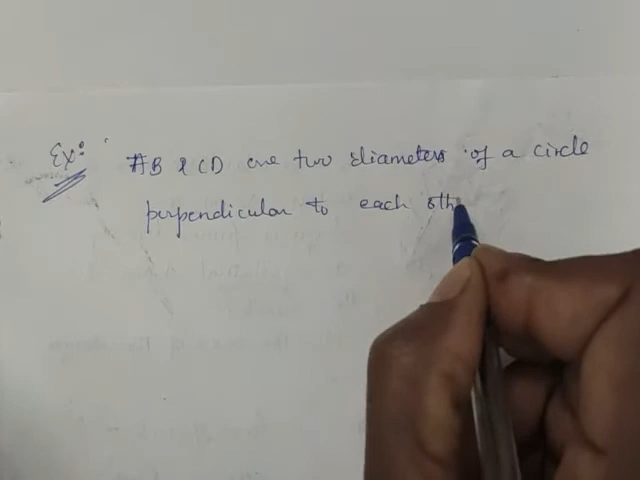 Ex:
AB & CD are two diameters of a circle
perpendicular to each oth